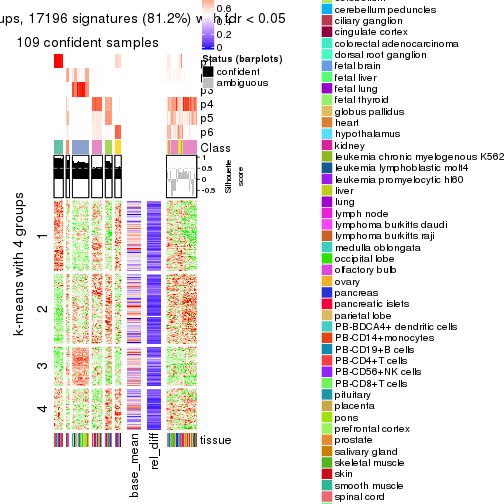 ups, 17196 signatures (81.2%) with fdr < 0.05
109 confident samples
0.6
0.4
0.2
0
Status (barplots)
confident
ambiguous
p4
p5
p6
Class
1
0.5
0
-0.5
Silhouette
score
k-means with 4 groups
1
2
3
4
base_mean
rel_diff
tissue
cerebellum peduncles
ciliary ganglion
cingulate cortex
colorectal adenocarcinoma
dorsal root ganglion
fetal brain
fetal liver
fetal lung
fetal thyroid
globus pallidus
heart
hypothalamus
kidney
leukemia chronic myelogenous K562
leukemia lymphoblastic molt4
leukemia promyelocytic hl60
liver
lung
lymph node
lymphoma burkitts daudi
lymphoma burkitts raji
medulla oblongata
occipital lobe
olfactory bulb
ovary
pancreas
pancreatic islets
parietal lobe
PB-BDCA4+ dendritic cells
PB-CD14+monocytes
PB-CD19+B cells
PB-CD4+T cells
PB-CD56+NK cells
PB-CD8+T cells
pituitary
placenta
pons
prefrontal cortex
prostate
salivary gland
skeletal muscle
skin
smooth muscle
spinal cord